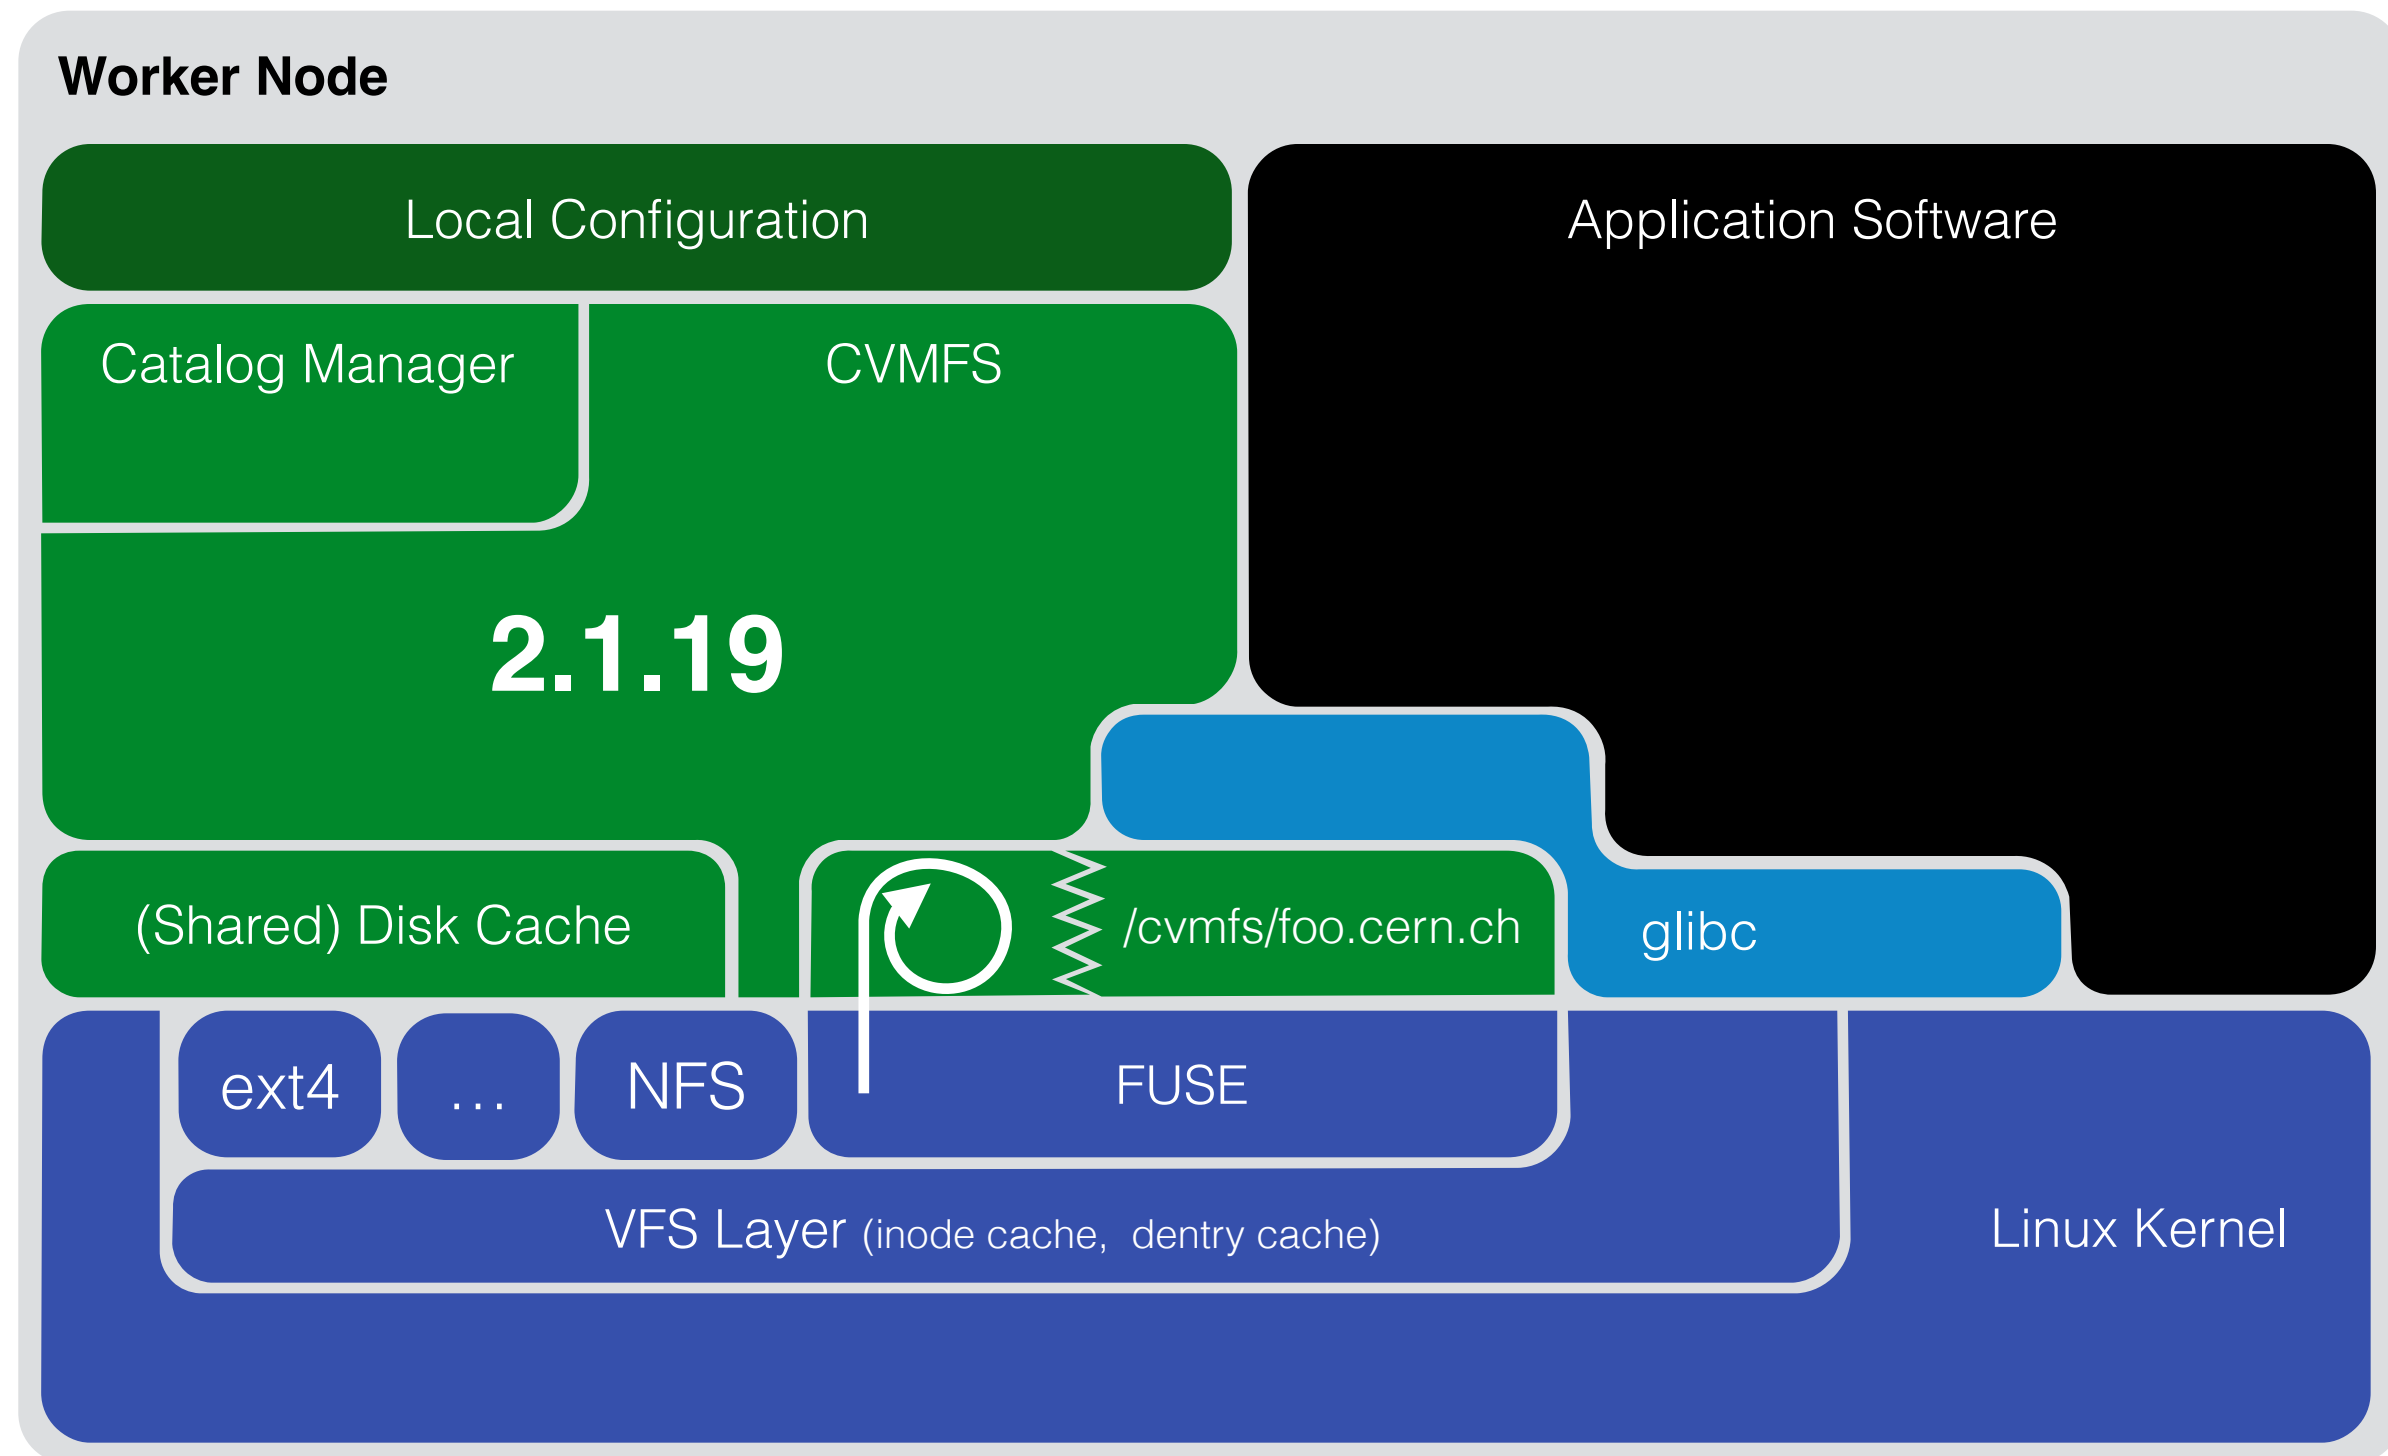 Worker Node
Local Configuration
Application Software
Catalog Manager
CVMFS
2.1.19
(Shared) Disk Cache
/cvmfs/foo.cern.ch
glibc
ext4
...
NFS
FUSE
VFS Layer (inode cache, dentry cache)
Linux Kernel